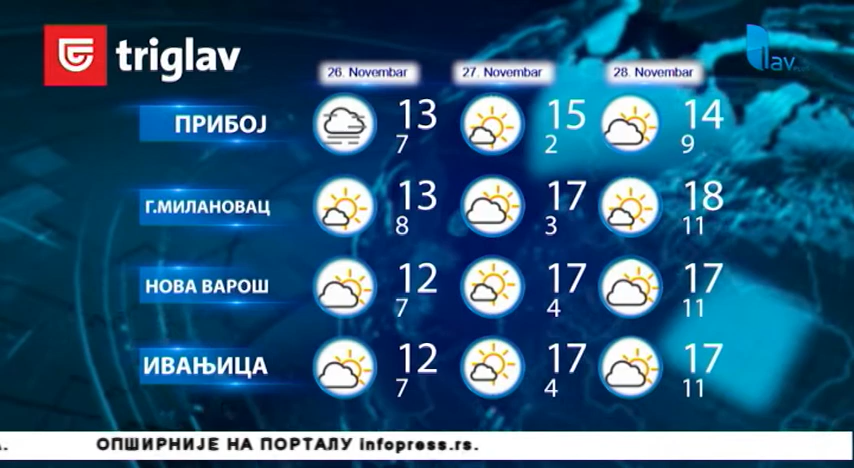 triglav
lav
26. Novembar 27. Novembar 28. Novembar
ПРИБОЈ 13 7 15 2 14 9
Г.МИЛАНОВАЦ 13 8 17 3 18 11
НОВА ВАРОШ 12 7 17 4 17 11
ИВАЊИЦА 12 7 17 4 17 11
ОПШИРНИЈЕ НА ПОРТАЛУ infopress.rs.